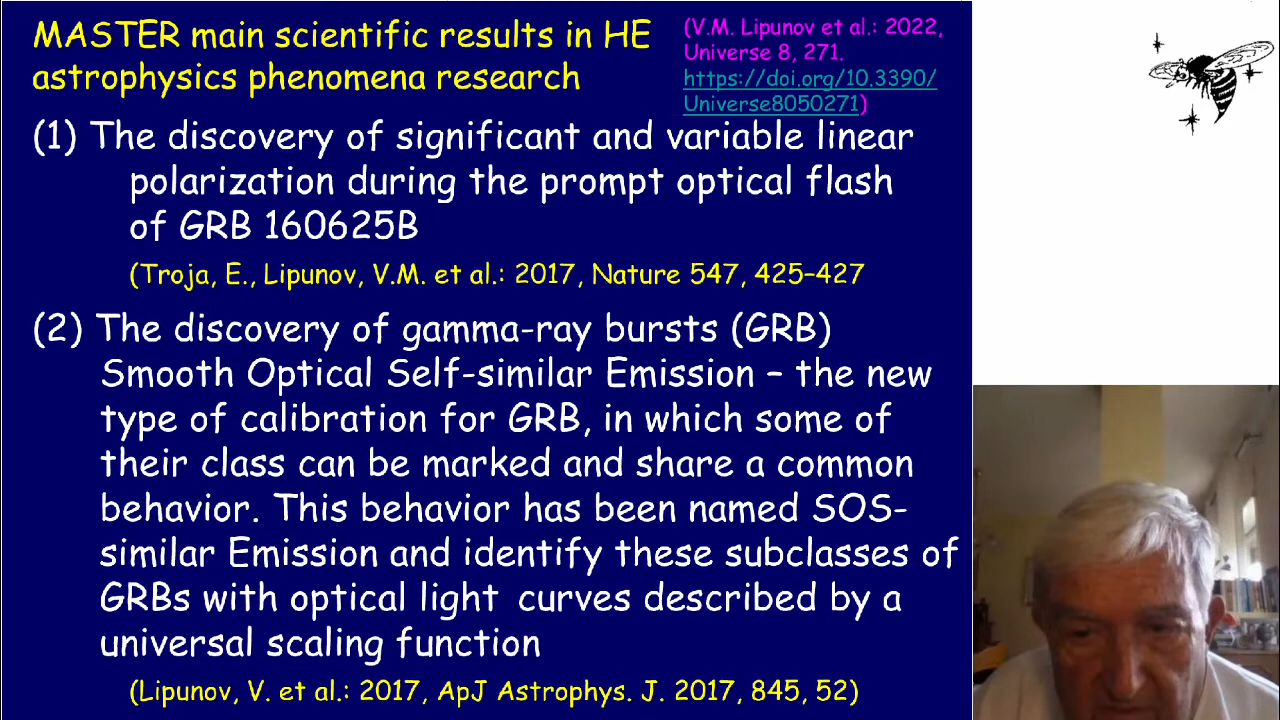 MASTER main scientific results in HE
astrophysics phenomena research
(V.M. Lipunov et al.: 2022,
Universe 8, 271.
https://doi.org/10.3390/
Universe8050271)
(1) The discovery of significant and variable linear
polarization during the prompt optical flash
of GRB 160625B
(Troja, E., Lipunov, V.M. et al.: 2017, Nature 547, 425–427
(2) The discovery of gamma-ray bursts (GRB)
Smooth Optical Self-similar Emission – the new
type of calibration for GRB, in which some of
their class can be marked and share a common
behavior. This behavior has been named SOS-
similar Emission and identify these subclasses of
GRBs with optical light curves described by a
universal scaling function
(Lipunov, V. et al.: 2017, ApJ Astrophys. J. 2017, 845, 52)